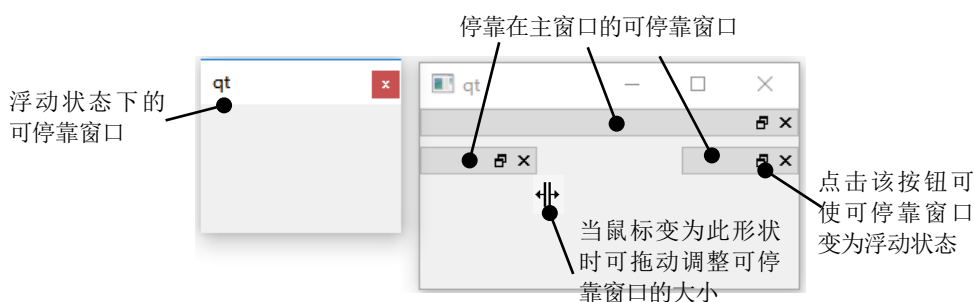 停靠在主窗口的可停靠窗口
qt
qt
浮动状态下的
可停靠窗口
点击该按钮可
使可停靠窗口
变为浮动状态
当鼠标变为此形状
时可拖动调整可停
靠窗口的大小